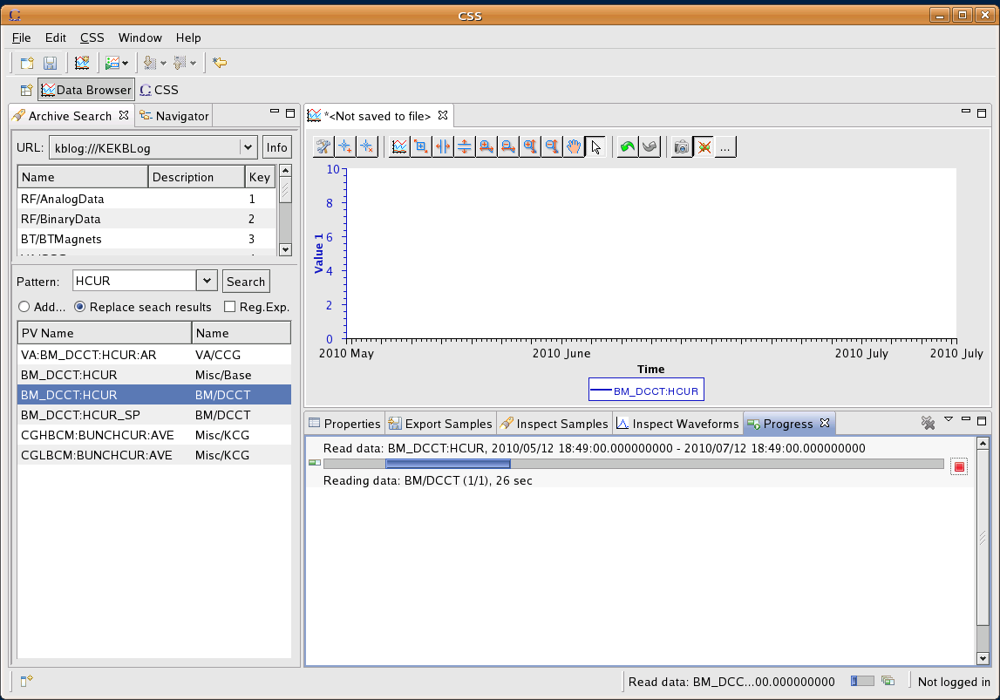 CSS
File Edit CSS Window Help
Data Browser CSS
Archive Search Navigator
URL: kblog:///KEKBLog Info
Name Description Key
RF/AnalogData 1
RF/BinaryData 2
BT/BTMagnets 3
Pattern: HCUR Search
Add... Replace seach results Reg.Exp.
PV Name Name
VA:BM_DCCT:HCUR:AR VA/CCG
BM_DCCT:HCUR Misc/Base
BM_DCCT:HCUR BM/DCCT
BM_DCCT:HCUR_SP BM/DCCT
CGHBCM:BUNCHCUR:AVE Misc/KCG
CGLBCM:BUNCHCUR:AVE Misc/KCG
*<Not saved to file>
...
10
8
6
4
2
0
Value 1
2010 May 2010 June 2010 July 2010 July
Time
BM_DCCT:HCUR
Properties Export Samples Inspect Samples Inspect Waveforms Progress
Read data: BM_DCCT:HCUR, 2010/05/12 18:49:00.000000000 - 2010/07/12 18:49:00.000000000
Reading data: BM/DCCT (1/1), 26 sec
Read data: BM_DCC...00.000000000 Not logged in